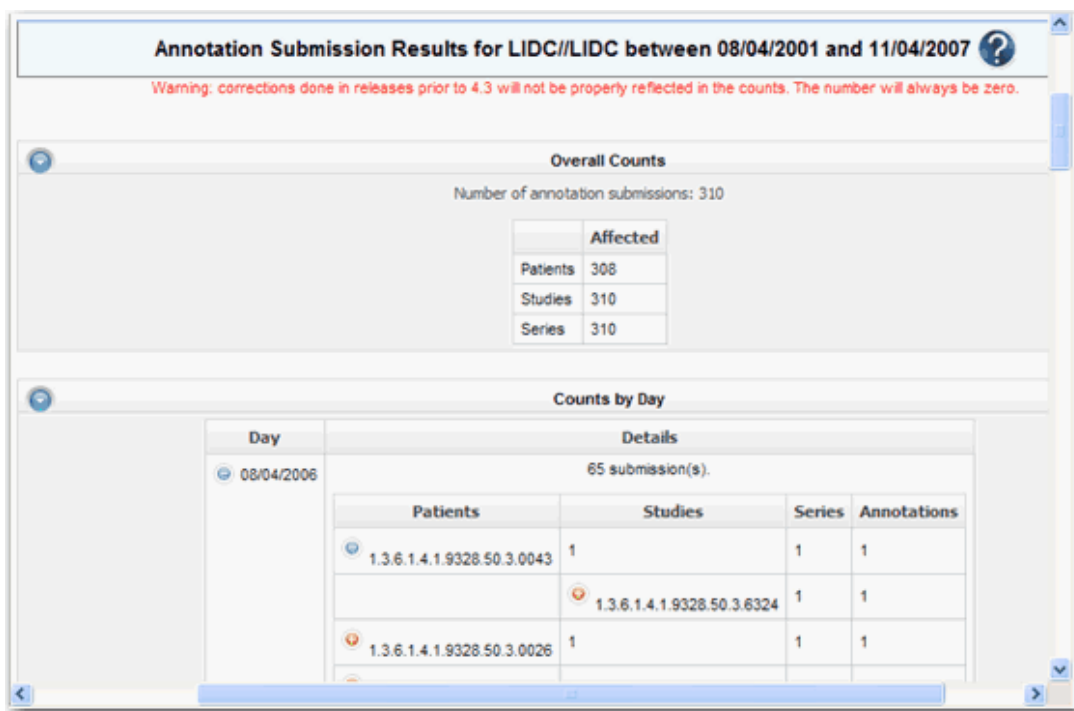 Annotation Submission Results for LIDC//LIDC between 08/04/2001 and 11/04/2007 ?
Warning: corrections done in releases prior to 4.3 will not be properly reflected in the counts. The number will always be zero.
Overall Counts
Number of annotation submissions: 310
Affected
Patients 308
Studies 310
Series 310
Counts by Day
Day Details
08/04/2006 65 submission(s).
Patients Studies Series Annotations
1.3.6.1.4.1.9328.50.3.0043 1 1 1
1.3.6.1.4.1.9328.50.3.6324 1 1
1.3.6.1.4.1.9328.50.3.0026 1 1 1